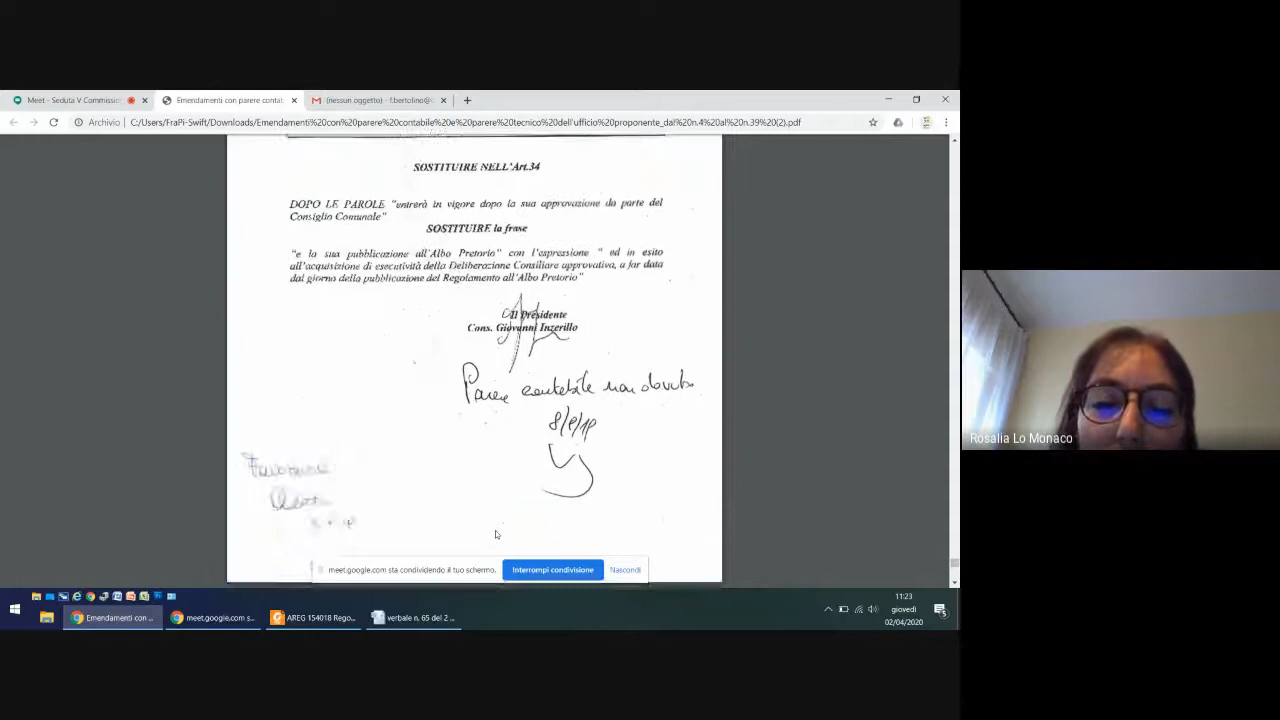 Meet - Seduta V Commissio
Emendamenti con parere contab
(nessun oggetto) - f.bertolino@
Archivio
C:/Users/FraPi-Swift/Downloads/Emendamenti%20con%20parere%20contabile%20e%20parere%20tecnico%20dell'ufficio%20proponente_dal%20n.4%20al%20n.39%20(2).pdf
SOSTITUIRE NELL'Art.34
DOPO LE PAROLE "entrerà in vigore dopo la sua approvazione da parte del
Consiglio Comunale"
SOSTITUIRE la frase
"e la sua pubblicazione all'Albo Pretorio" con l'espressione " ed in esito
all'acquisizione di esecutività della Deliberazione Consiliare approvativa, a far data
dal giorno della pubblicazione del Regolamento all'Albo Pretorio"
Il Presidente
Cons. Giovanni Inzerillo
Parere contabile non dovuto
Favorevole
meet.google.com sta condividendo il tuo schermo.
Interrompi condivisione
Nascondi
Rosalia Lo Monaco
Emendamenti con ...
meet.google.com s...
AREG 154018 Rego...
verbale n. 65 del 2 ...
11:23
giovedì
02/04/2020
5